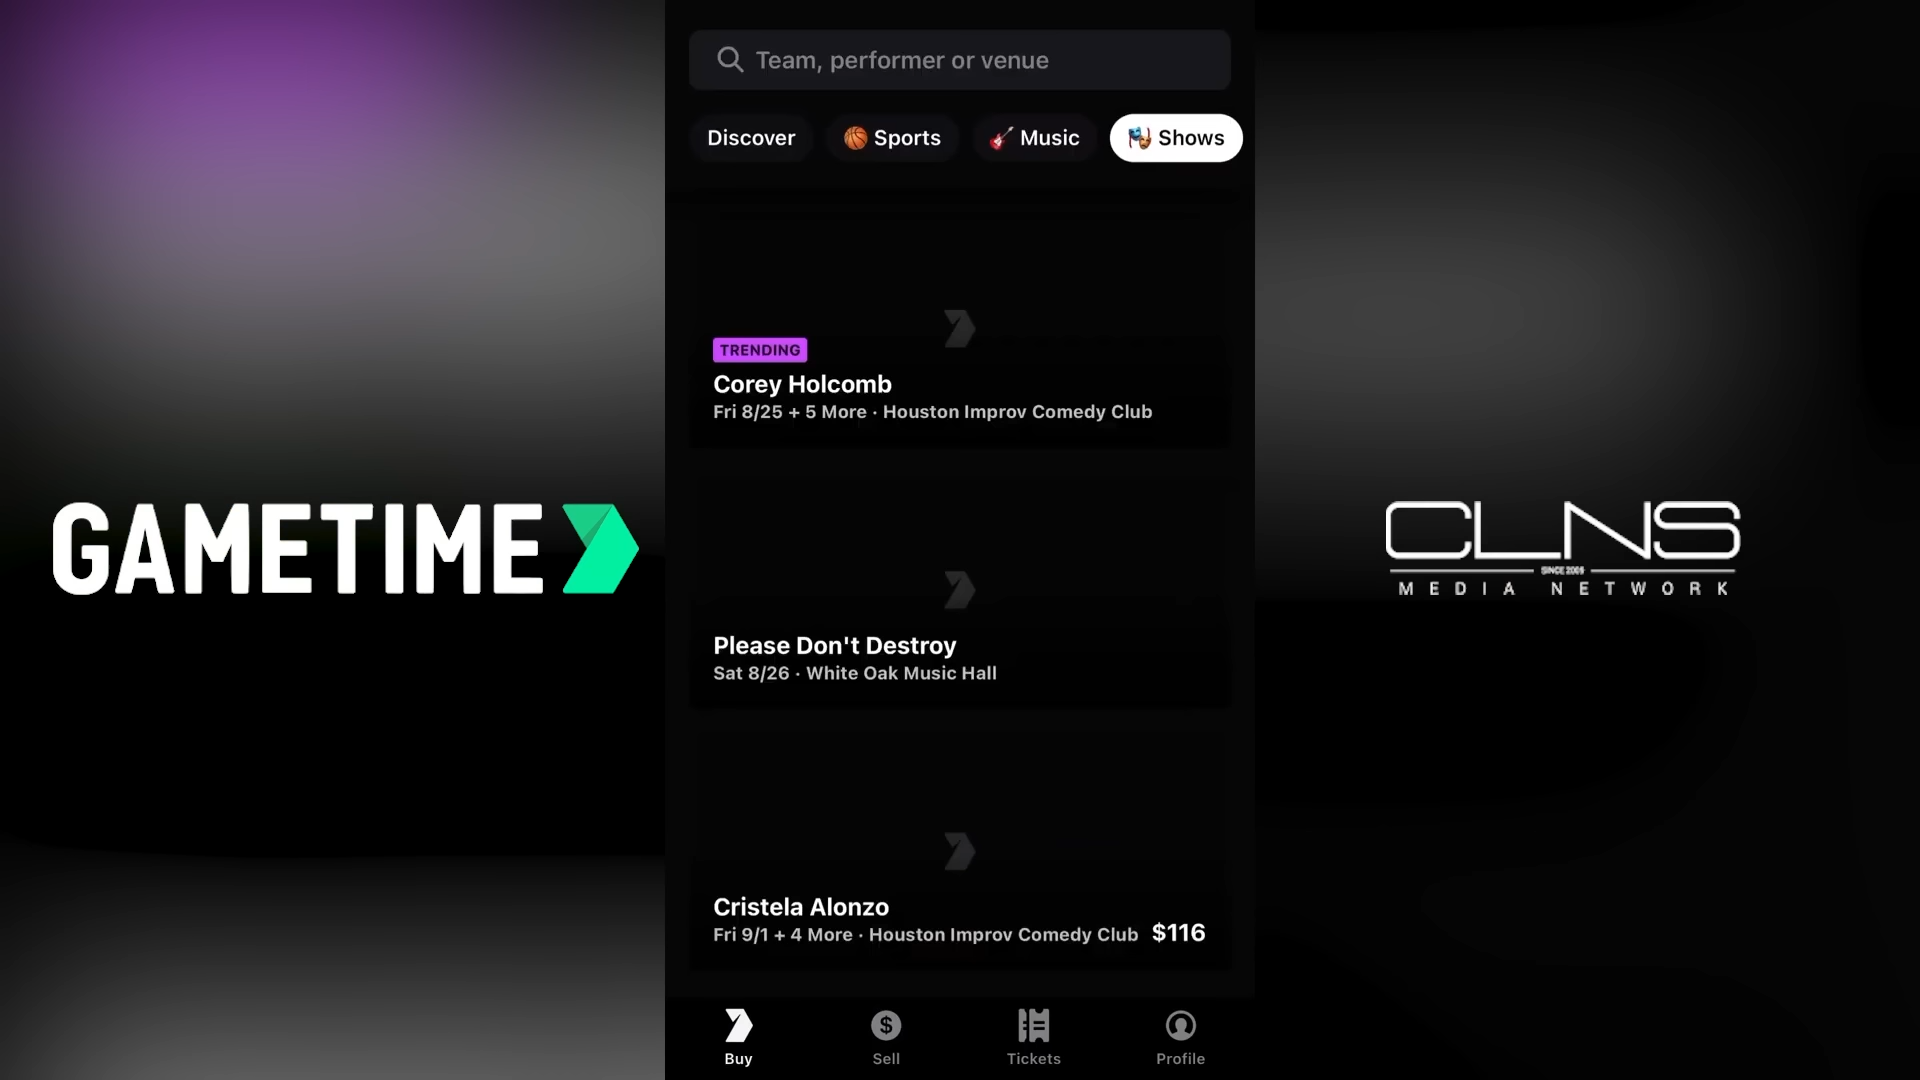 Team, performer or venue
Discover
Sports
Music
Shows
TRENDING
Corey Holcomb
Fri 8/25 + 5 More · Houston Improv Comedy Club
GAMETIME
CLNS
SINCE 2009
MEDIA NETWORK
Please Don't Destroy
Sat 8/26 · White Oak Music Hall
Cristela Alonzo
Fri 9/1 + 4 More · Houston Improv Comedy Club $116
Buy
Sell
Tickets
Profile